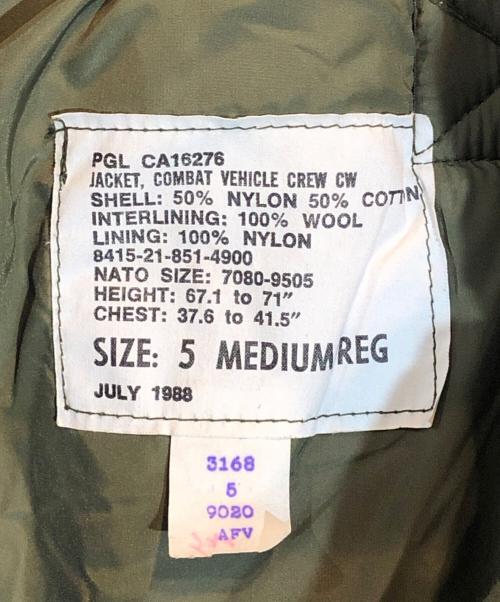 PGL CA16276
JACKET, COMBAT VEHICLE CREW CW
SHELL: 50% NYLON 50% COTTN
INTERLINING: 100% WOOL
LINING: 100% NYLON
8415-21-851-4900
NATO SIZE: 7080-9505
HEIGHT: 67.1 to 71"
CHEST: 37.6 to 41.5"
SIZE: 5 MEDIUMREG
JULY 1988
3168
5
9020
AFV